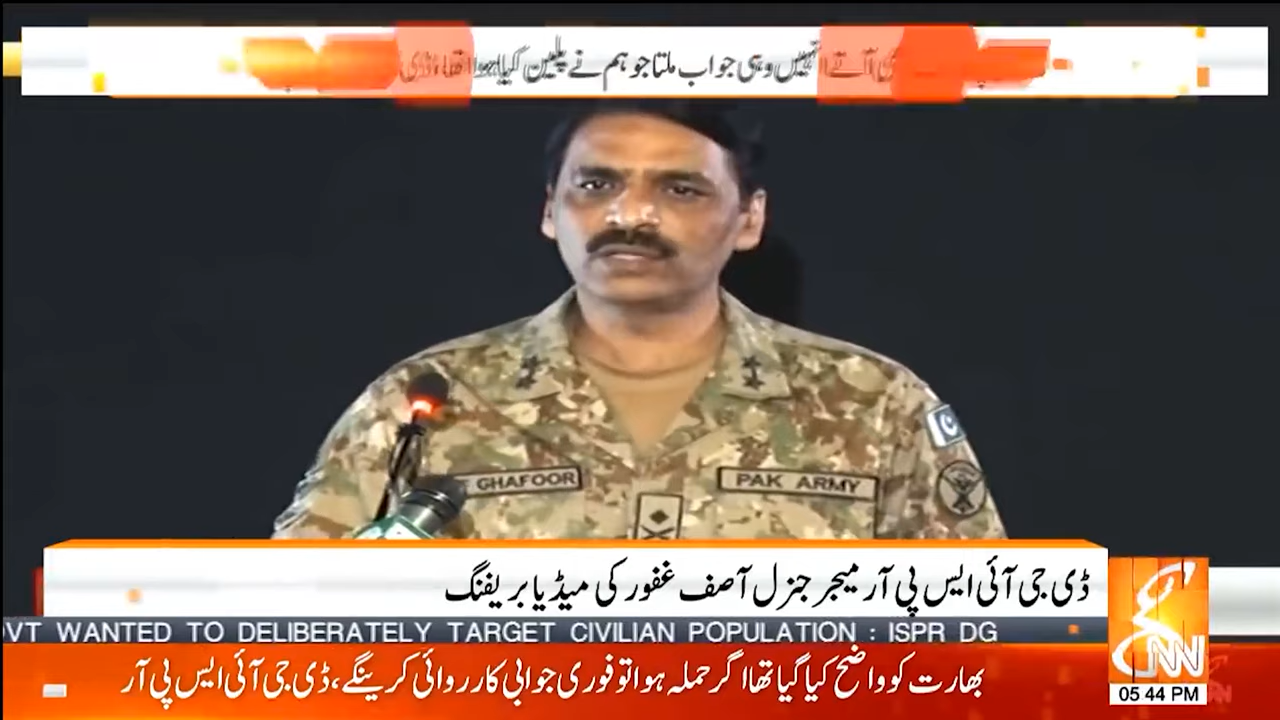 آتے انہیں وہی جواب ملتا جو ہم نے پلین کیا ہوا تھا، ڈی
GHAFOOR
PAK ARMY
ڈی جی آئی ایس پی آر میجر جنرل آصف غفور کی میڈیا بریفنگ
WANTED TO DELIBERATELY TARGET CIVILIAN POPULATION : ISPR DG
بھارت کو واضح کیا گیا تھا اگر حملہ ہوا تو فوری جوابی کارروائی کرینگے، ڈی جی آئی ایس پی آر
GNN
05:44 PM